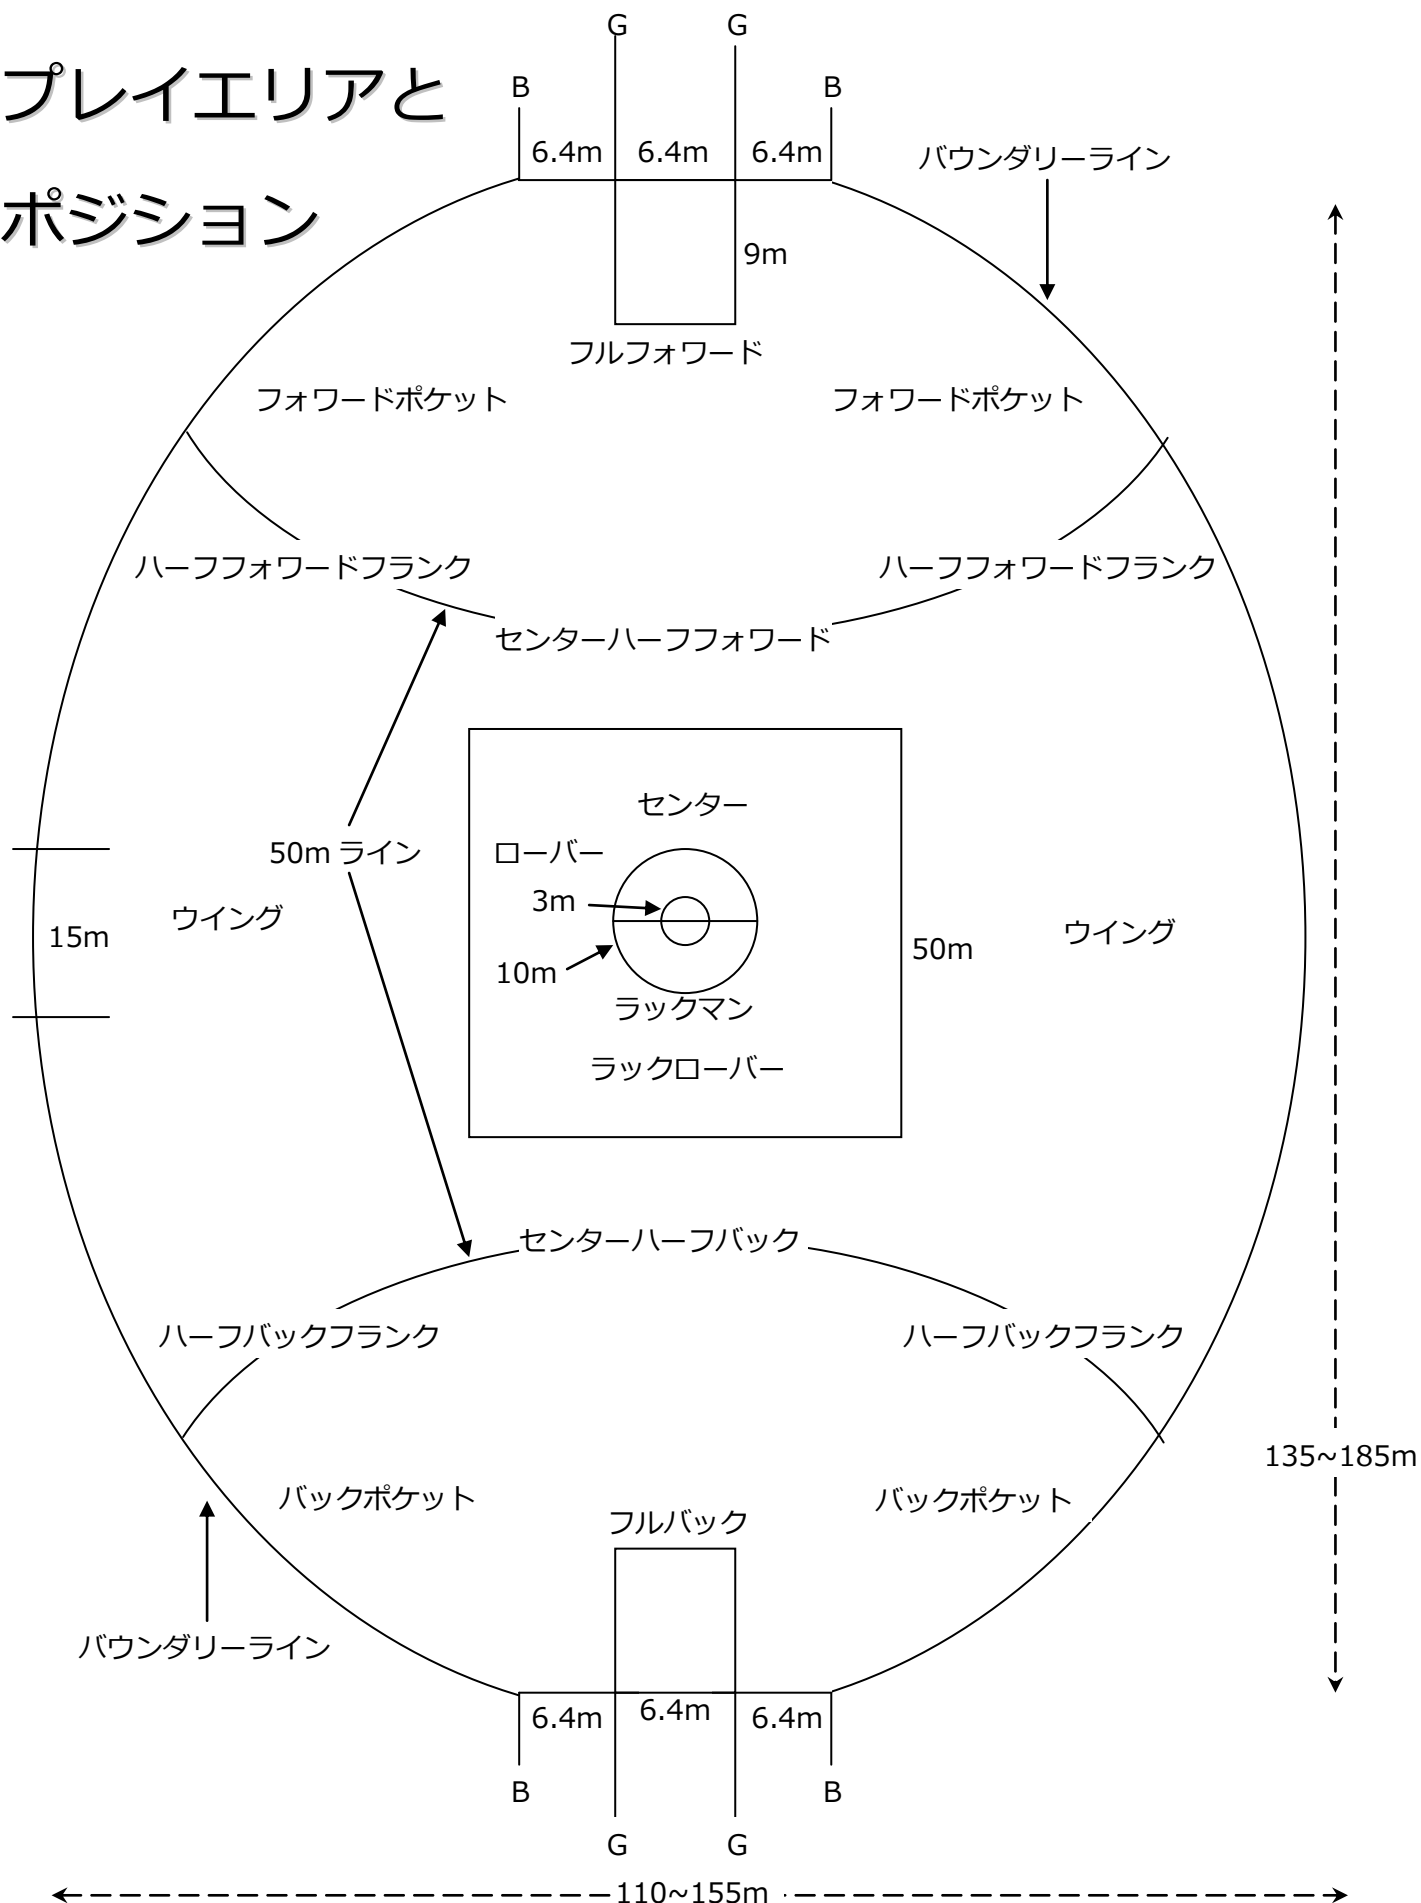 G G
プレイエリアと
B B
6.4m 6.4m 6.4m
バウンダリーライン
ポジション
9m
フルフォワード
フォワードポケット フォワードポケット
ハーフフォワードフランク ハーフフォワードフランク
センターハーフフォワード
センター
50m ライン
ローバー
3m
ウイング
15m
ウイング
50m
10m
ラックマン
ラックローバー
センターハーフバック
ハーフバックフランク ハーフバックフランク
135~185m
バックポケット バックポケット
フルバック
バウンダリーライン
6.4m 6.4m 6.4m
B B
G G
110~155m